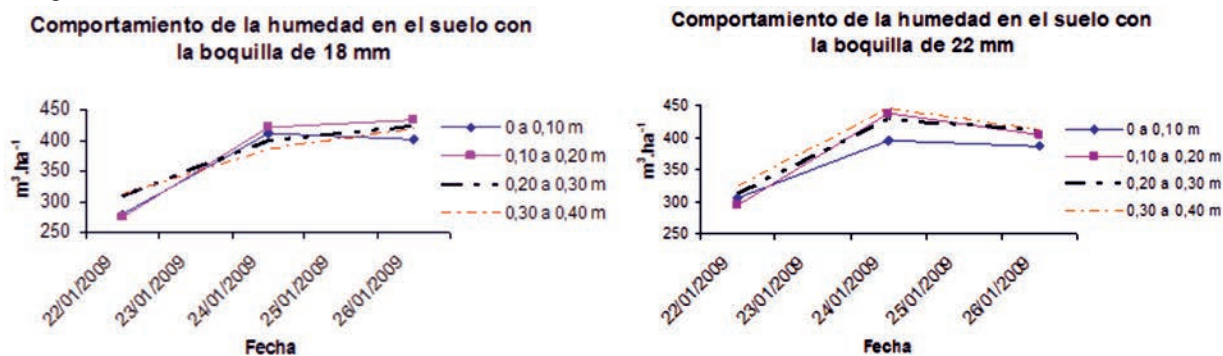 Comportamiento de la humedad en el suelo con
la boquilla de 18 mm
m³.ha⁻¹
450
400
350
300
250
22/01/2009
23/01/2009
24/01/2009
25/01/2009
26/01/2009
Fecha
0 a 0,10 m
0,10 a 0,20 m
0,20 a 0,30 m
0,30 a 0,40 m
Comportamiento de la humedad en el suelo con
la boquilla de 22 mm
m³.ha⁻¹
450
400
350
300
250
22/01/2009
23/01/2009
24/01/2009
25/01/2009
26/01/2009
Fecha
0 a 0,10 m
0,10 a 0,20 m
0,20 a 0,30 m
0,30 a 0,40 m